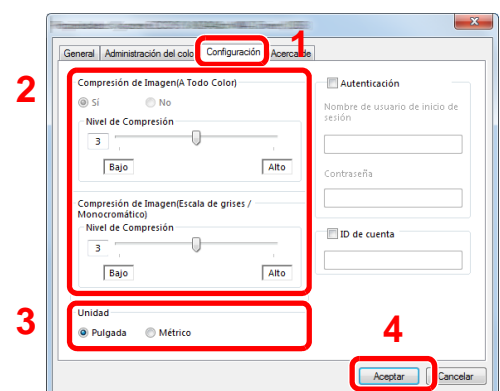 1
General Administración del colo Configuración Acerca de
2
Compresión de Imagen(A Todo Color)
Sí No
Nivel de Compresión
3
Bajo Alto
Compresión de Imagen(Escala de grises /
Monocromático)
Nivel de Compresión
3
Bajo Alto
Autenticación
Nombre de usuario de inicio de
sesión
Contraseña
ID de cuenta
3
Unidad
Pulgada Métrico
4
Aceptar Cancelar